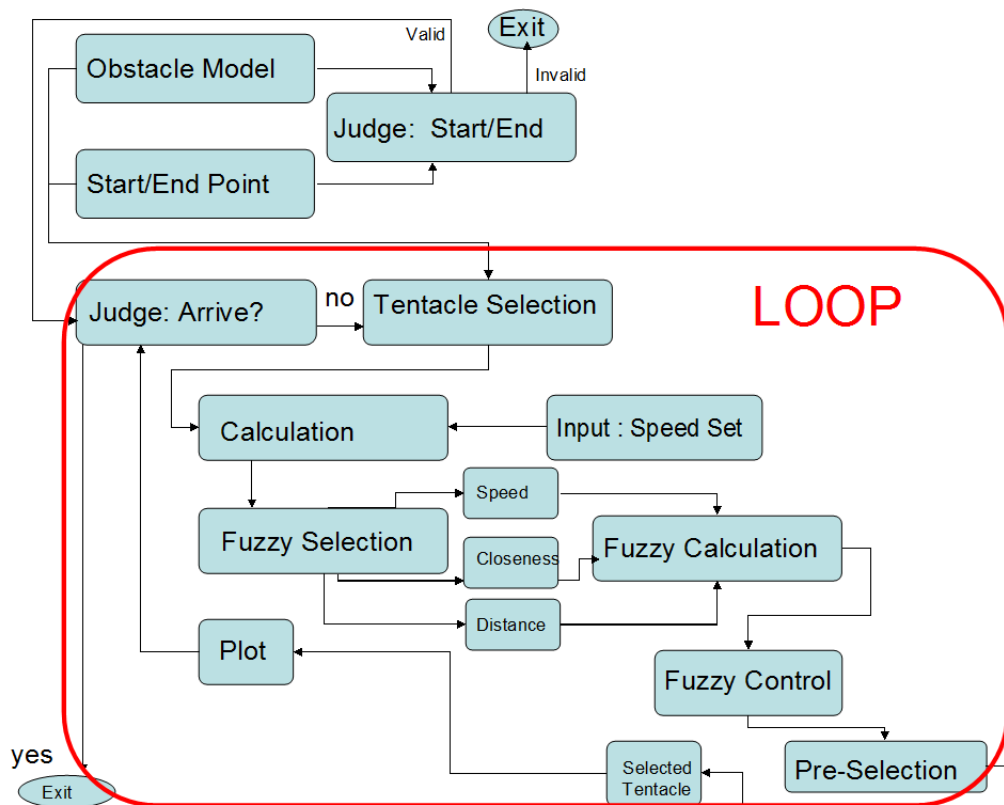 Valid
Exit
Invalid
Obstacle Model
Judge: Start/End
Start/End Point
LOOP
Judge: Arrive?
no
Tentacle Selection
Calculation
Input : Speed Set
Speed
Fuzzy Selection
Closeness
Fuzzy Calculation
Distance
Plot
Fuzzy Control
yes
Exit
Selected
Tentacle
Pre-Selection